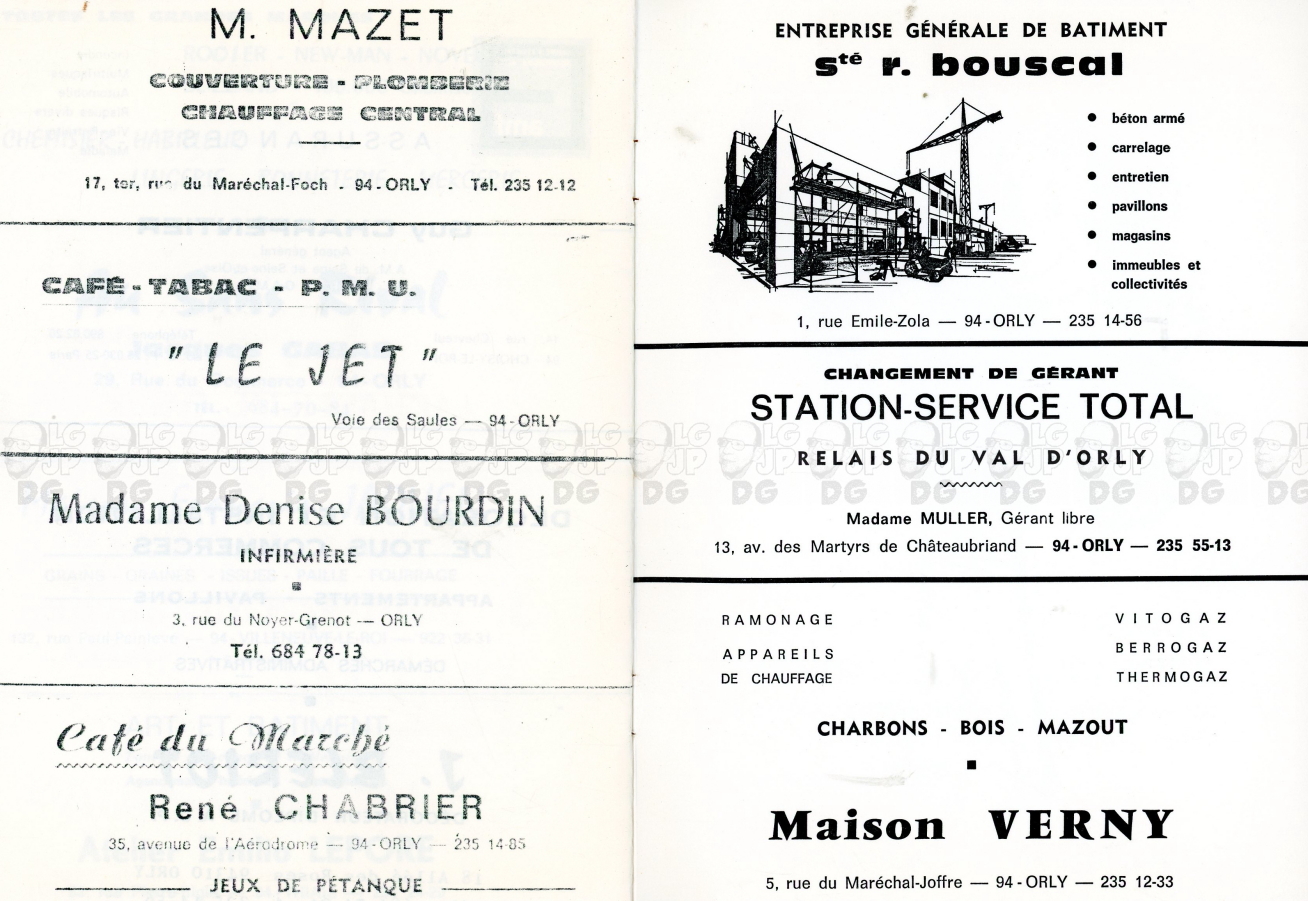 M. MAZET
COUVERTURE - PLOMBERIE
CHAUFFAGE CENTRAL
17, ter, rue du Maréchal-Foch - 94-ORLY - Tél. 235 12-12
CAFÉ - TABAC - P. M. U.
" LE JET "
Voie des Saules — 94-ORLY
Madame Denise BOURDIN
INFIRMIÈRE
3, rue du Noyer-Grenot -- ORLY
Tél. 684 78-13
Café du Marché
René CHABRIER
35, avenue de l'Aérodrome — 94-ORLY — 235 14-85
JEUX DE PÉTANQUE
ENTREPRISE GÉNÉRALE DE BATIMENT
sté r. bouscal
• béton armé
• carrelage
• entretien
• pavillons
• magasins
• immeubles et
collectivités
1, rue Emile-Zola — 94-ORLY — 235 14-56
CHANGEMENT DE GÉRANT
STATION-SERVICE TOTAL
RELAIS DU VAL D'ORLY
Madame MULLER, Gérant libre
13, av. des Martyrs de Châteaubriand — 94-ORLY — 235 55-13
RAMONAGE
APPAREILS
DE CHAUFFAGE
VITOGAZ
BERROGAZ
THERMOGAZ
CHARBONS - BOIS - MAZOUT
Maison VERNY
5, rue du Maréchal-Joffre — 94-ORLY — 235 12-33
LG JP DG